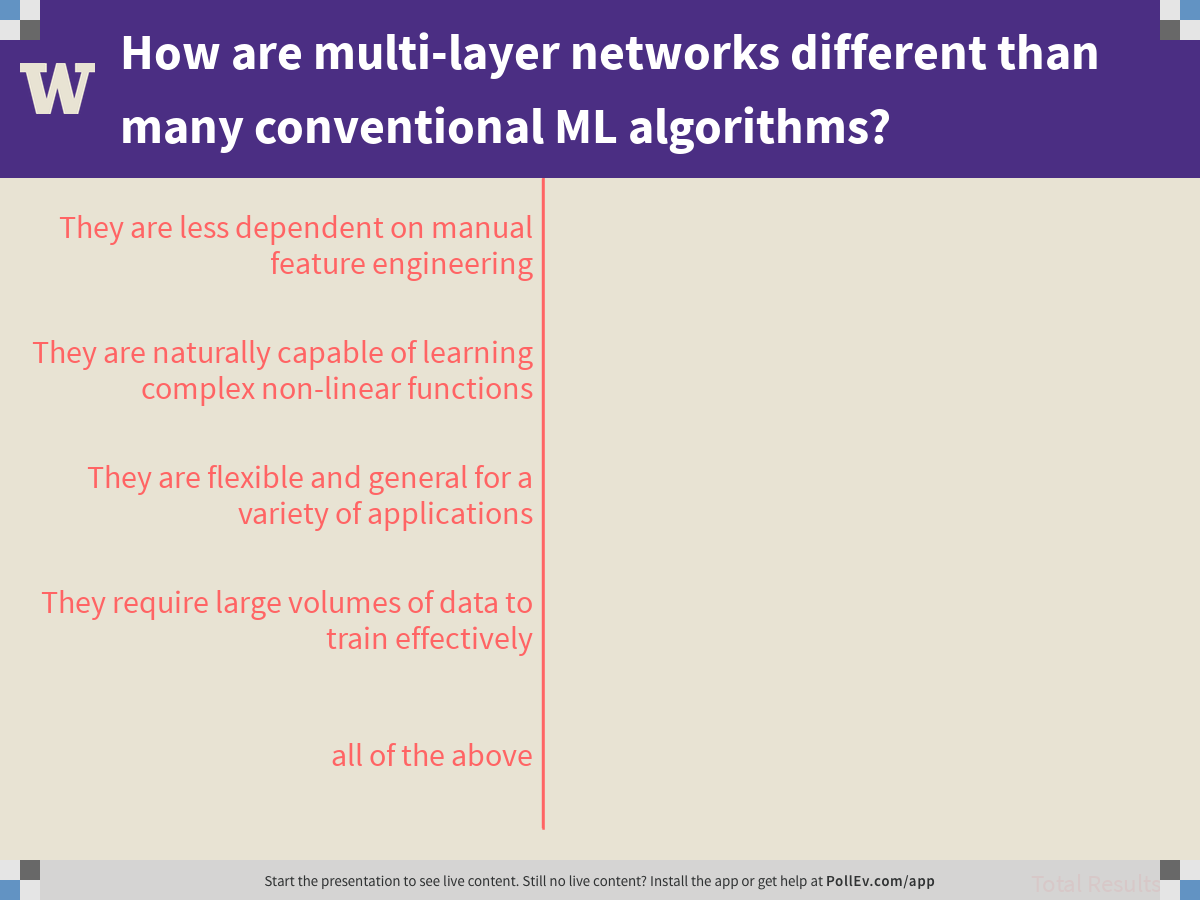 W
How are multi-layer networks different than
many conventional ML algorithms?
They are less dependent on manual
feature engineering
They are naturally capable of learning
complex non-linear functions
They are flexible and general for a
variety of applications
They require large volumes of data to
train effectively
all of the above
Start the presentation to see live content. Still no live content? Install the app or get help at PollEv.com/app
Total Results